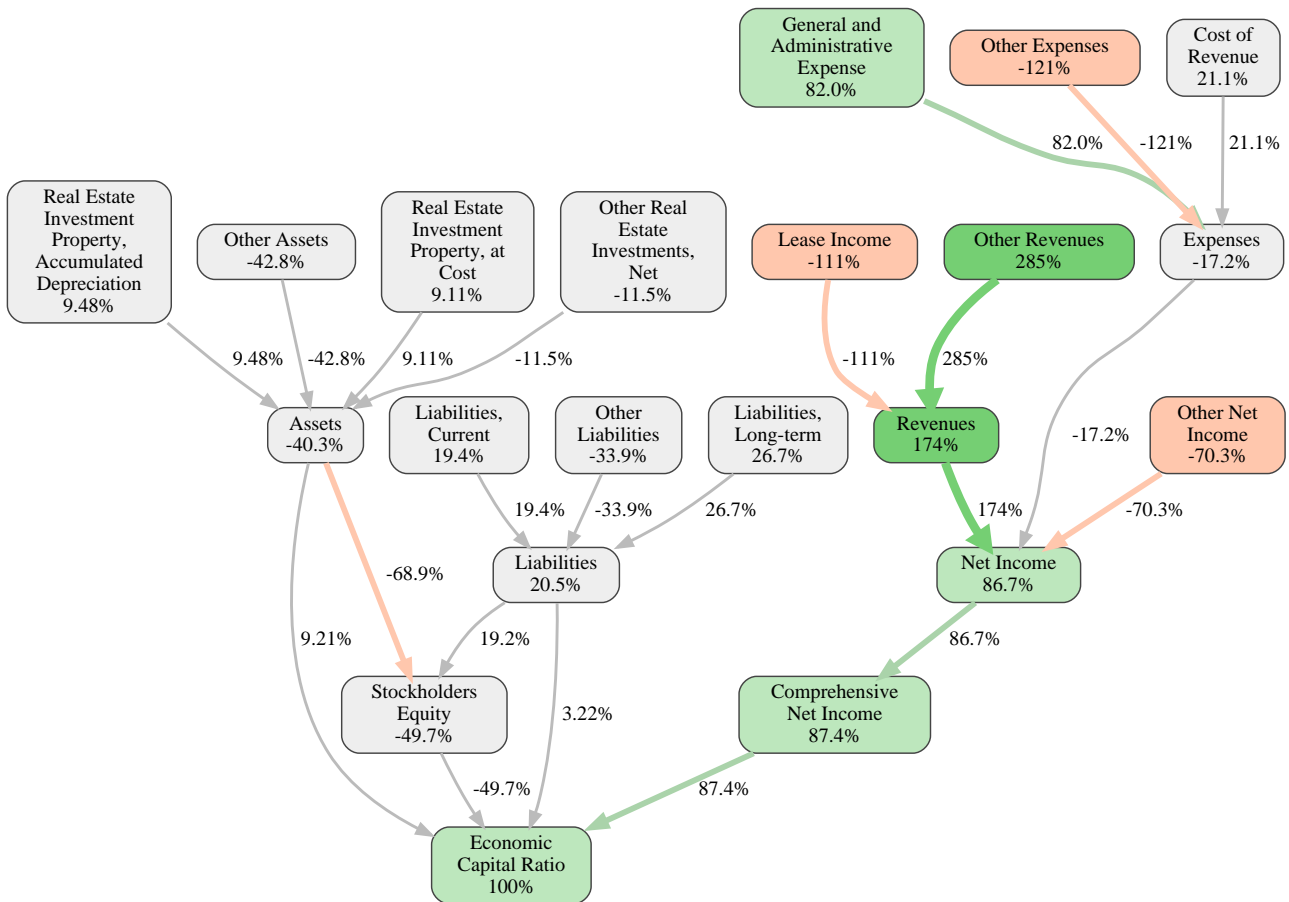 General and
Administrative
Expense
82.0%
Other Expenses
-121%
Cost of
Revenue
21.1%
82.0%
-121%
21.1%
Real Estate
Investment
Property,
Accumulated
Depreciation
9.48%
Other Assets
-42.8%
Real Estate
Investment
Property, at
Cost
9.11%
Other Real
Estate
Investments,
Net
-11.5%
Lease Income
-111%
Other Revenues
285%
Expenses
-17.2%
9.48%
-42.8%
9.11%
-11.5%
-111%
285%
Assets
-40.3%
Liabilities,
Current
19.4%
Other
Liabilities
-33.9%
Liabilities,
Long-term
26.7%
Revenues
174%
-17.2%
Other Net
Income
-70.3%
19.4%
-33.9%
26.7%
174%
-70.3%
-68.9%
Liabilities
20.5%
Net Income
86.7%
9.21%
19.2%
86.7%
Stockholders
Equity
-49.7%
3.22%
Comprehensive
Net Income
87.4%
-49.7%
87.4%
Economic
Capital Ratio
100%